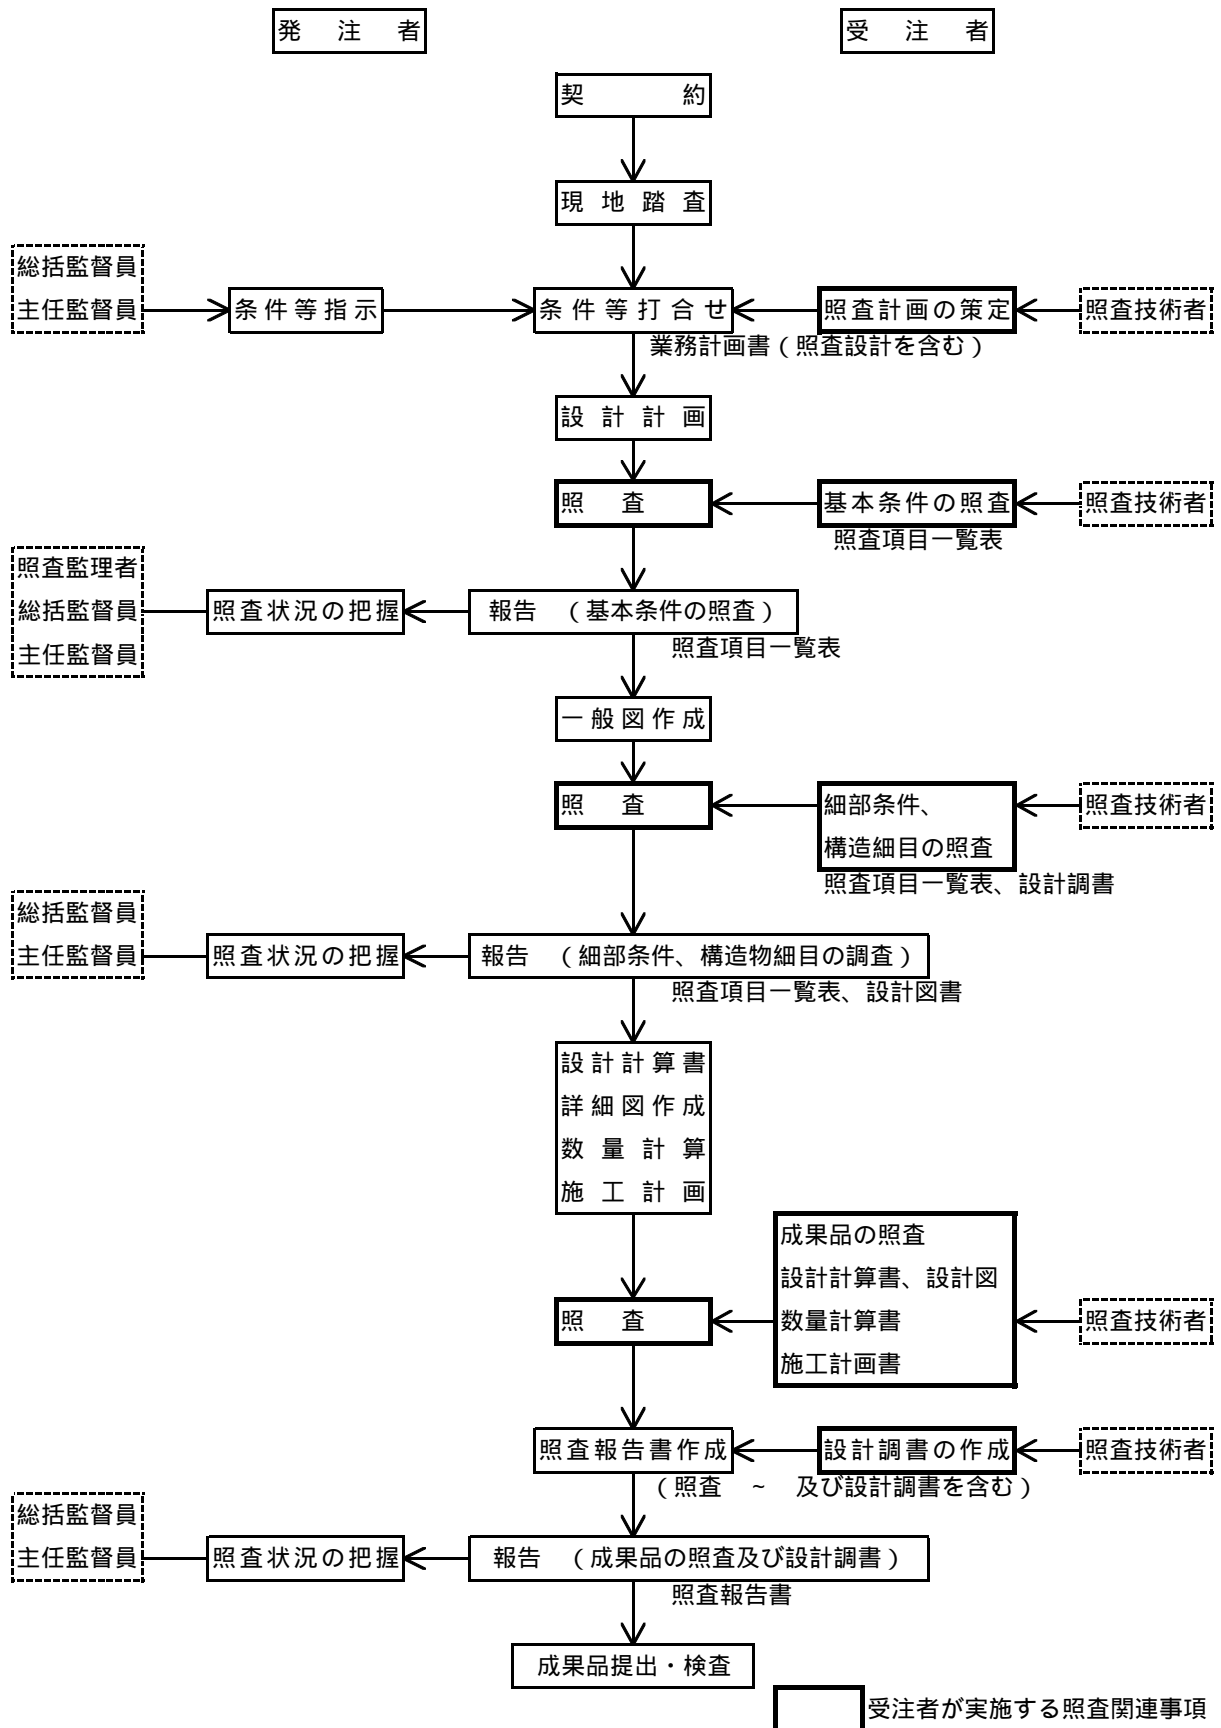 発 注 者
受 注 者
契 約
現 地 踏 査
総括監督員
主任監督員
条件等指示
条件等打合せ
照査計画の策定
照査技術者
業務計画書（照査設計を含む）
設 計 計 画
照 査
基本条件の照査
照査技術者
照査項目一覧表
照査監理者
総括監督員
主任監督員
照査状況の把握
報告 （基本条件の照査）
照査項目一覧表
一般図作成
照 査
細部条件、
構造細目の照査
照査技術者
照査項目一覧表、設計調書
総括監督員
主任監督員
照査状況の把握
報告 （細部条件、構造物細目の調査）
照査項目一覧表、設計図書
設計計算書
詳細図作成
数 量 計 算
施 工 計 画
成果品の照査
設計計算書、設計図
数量計算書
施工計画書
照 査
照査技術者
照査報告書作成
設計調書の作成
照査技術者
（照査 ~ 及び設計調書を含む）
総括監督員
主任監督員
照査状況の把握
報告 （成果品の照査及び設計調書）
照査報告書
成果品提出・検査
受注者が実施する照査関連事項